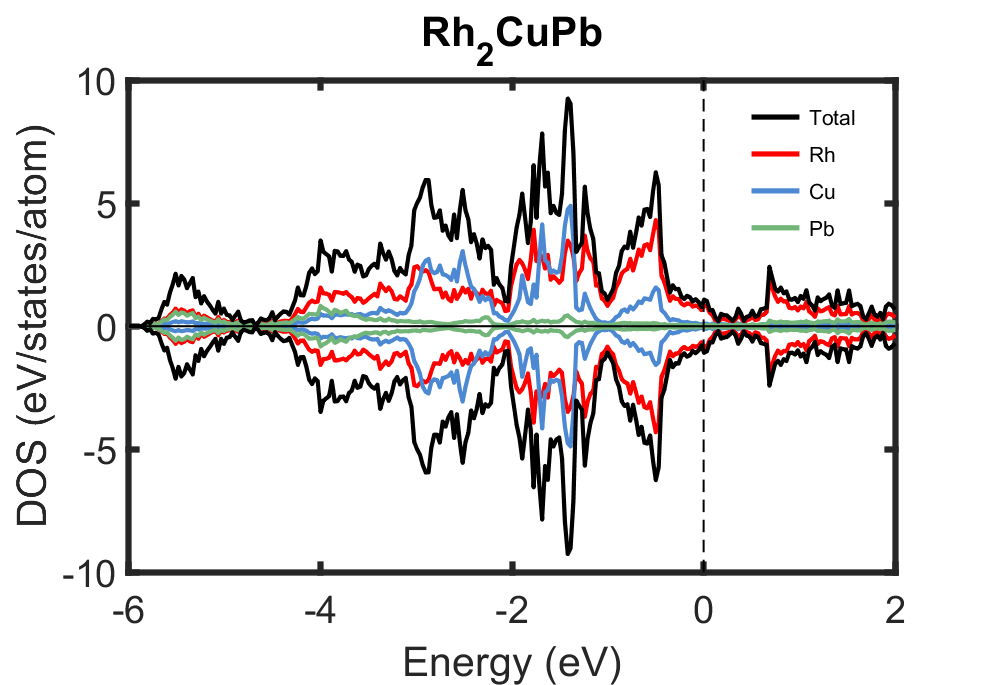 Rh₂CuPb
10
5
0
-5
-10
DOS (eV/states/atom)
Total
Rh
Cu
Pb
-6 -4 -2 0 2
Energy (eV)